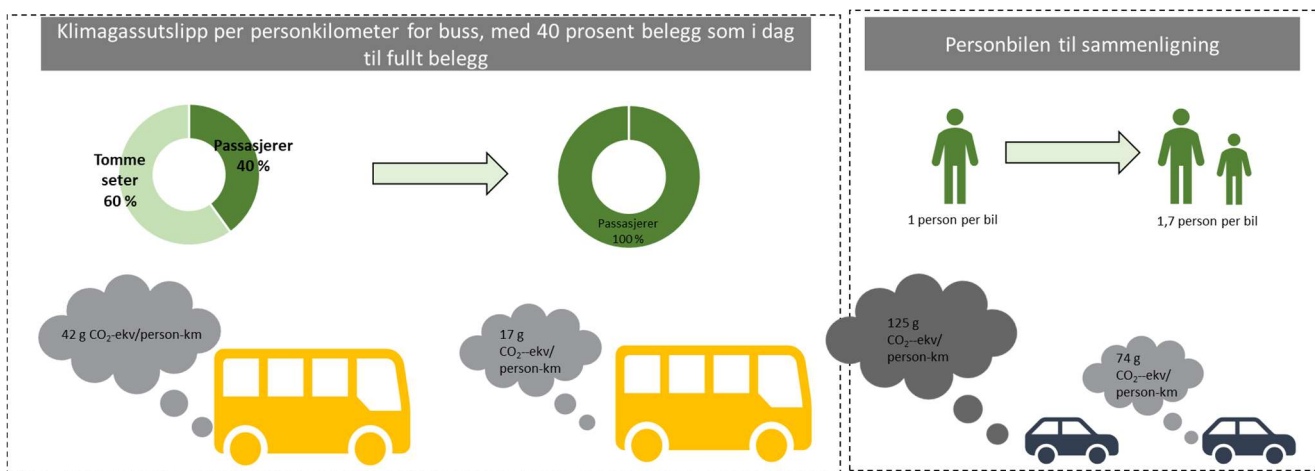 Klimagassutslipp per personkilometer for buss, med 40 prosent belegg som i dag
til fullt belegg
Tomme
seter
60 %
Passasjerer
40 %
Passasjerer
100 %
42 g CO₂-ekv/person-km
17 g
CO₂--ekv/
person-km
Personbilen til sammenligning
1 person per bil
1,7 person per bil
125 g
CO₂--ekv/
person-km
74 g
CO₂--ekv/
person-km